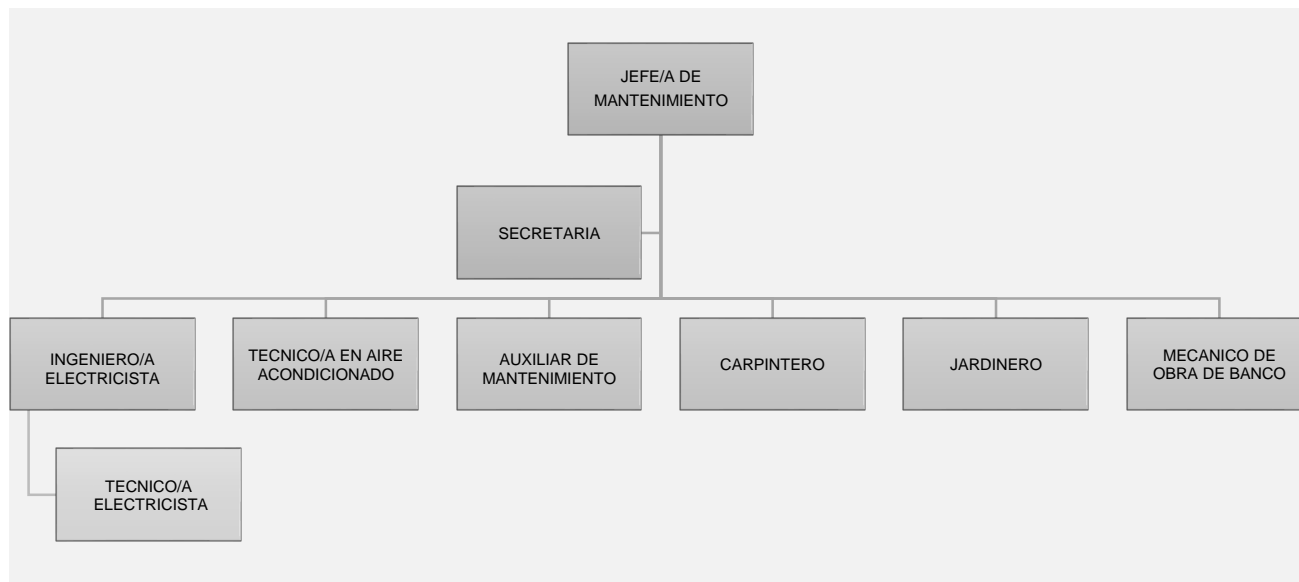 JEFE/A DE
MANTENIMIENTO
SECRETARIA
INGENIERO/A
ELECTRICISTA
TECNICO/A EN AIRE
ACONDICIONADO
AUXILIAR DE
MANTENIMIENTO
CARPINTERO
JARDINERO
MECANICO DE
OBRA DE BANCO
TECNICO/A
ELECTRICISTA